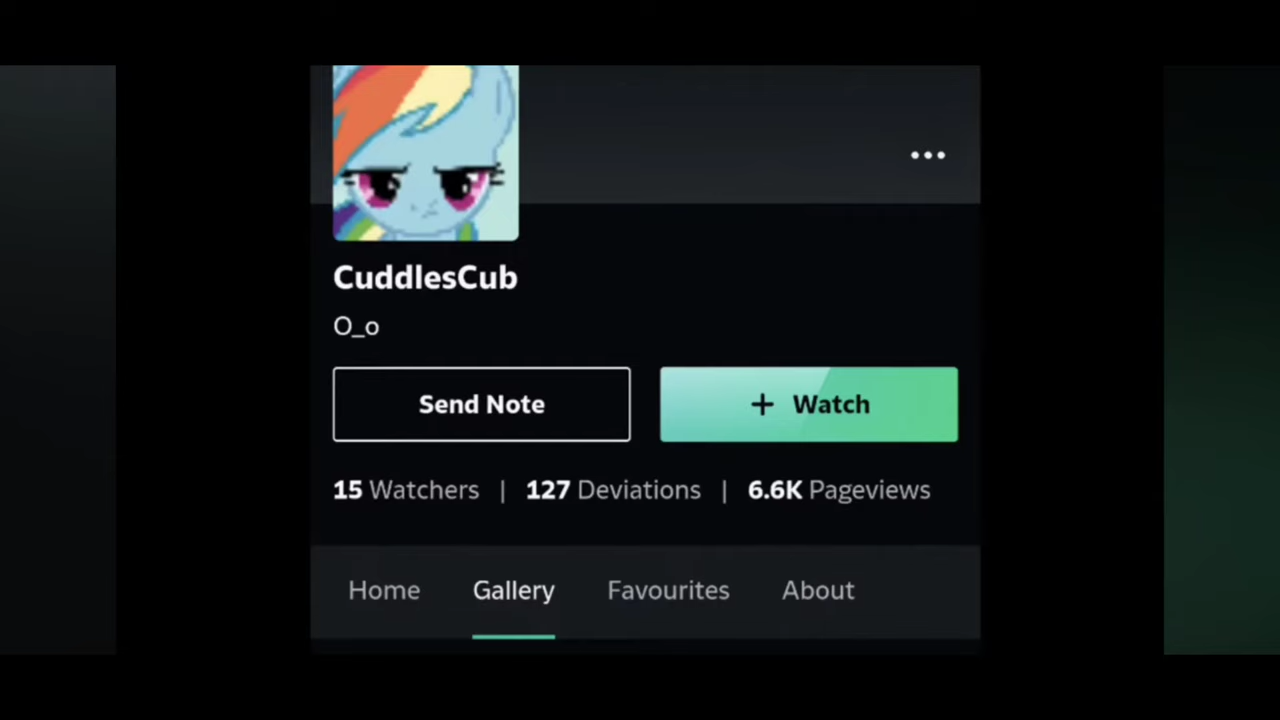 CuddlesCub
O_o
Send Note
+ Watch
15 Watchers | 127 Deviations | 6.6K Pageviews
Home Gallery Favourites About